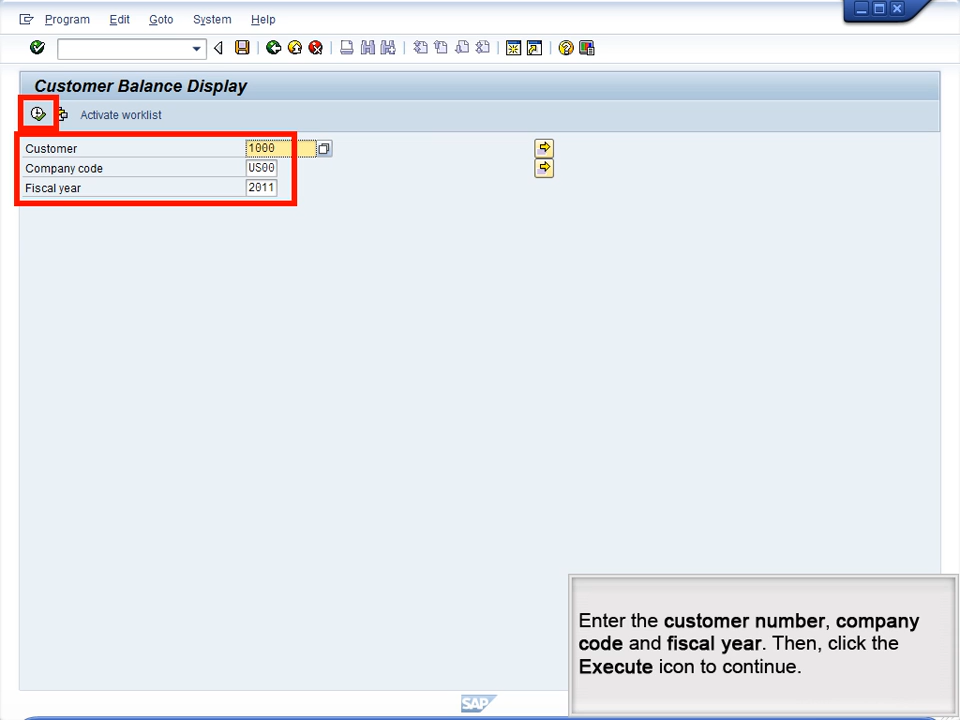 Program Edit Goto System Help
Customer Balance Display
Activate worklist
Customer 1000
Company code US00
Fiscal year 2011
Enter the customer number, company
code and fiscal year. Then, click the
Execute icon to continue.
SAP